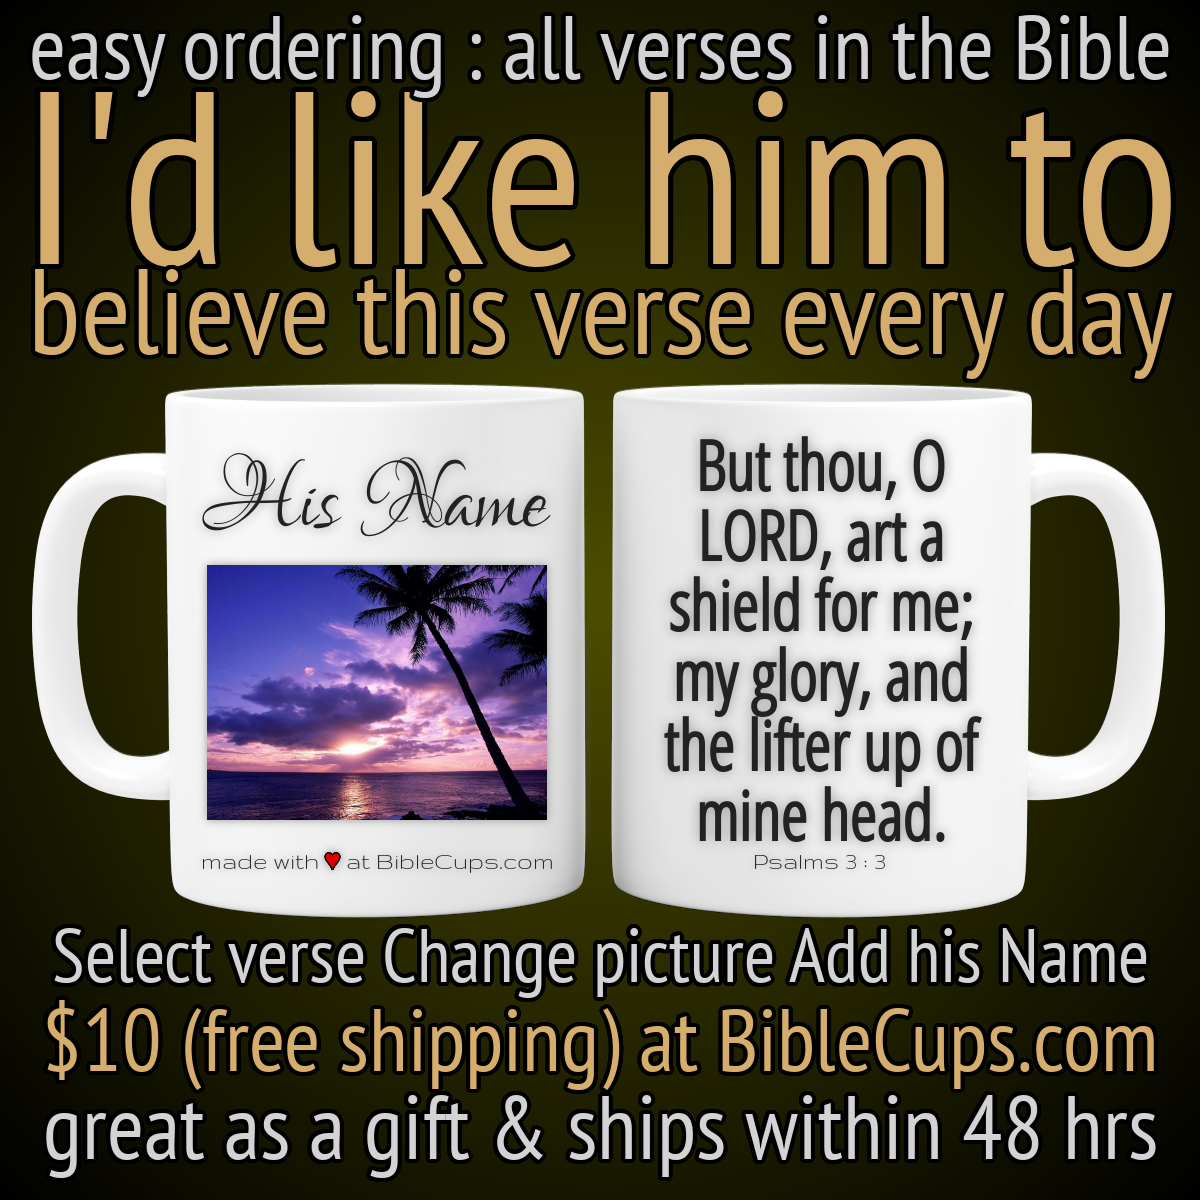 easy ordering : all verses in the Bible
I'd like him to
believe this verse every day
His Name
made with ♥ at BibleCups.com
But thou, O
LORD, art a
shield for me;
my glory, and
the lifter up of
mine head.
Psalms 3 : 3
Select verse Change picture Add his Name
$10 (free shipping) at BibleCups.com
great as a gift & ships within 48 hrs